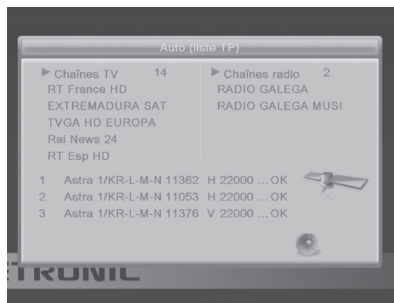 Auto (liste TP)
Chaînes TV 14
RT France HD
EXTREMADURA SAT
TVGA HD EUROPA
Rai News 24
RT Esp HD
Chaînes radio 2
RADIO GALEGA
RADIO GALEGA MUSI
1 Astra 1/KR-L-M-N 11362 H 22000 ... OK
2 Astra 1/KR-L-M-N 11053 H 22000 ... OK
3 Astra 1/KR-L-M-N 11376 V 22000 ... OK
TRONIC